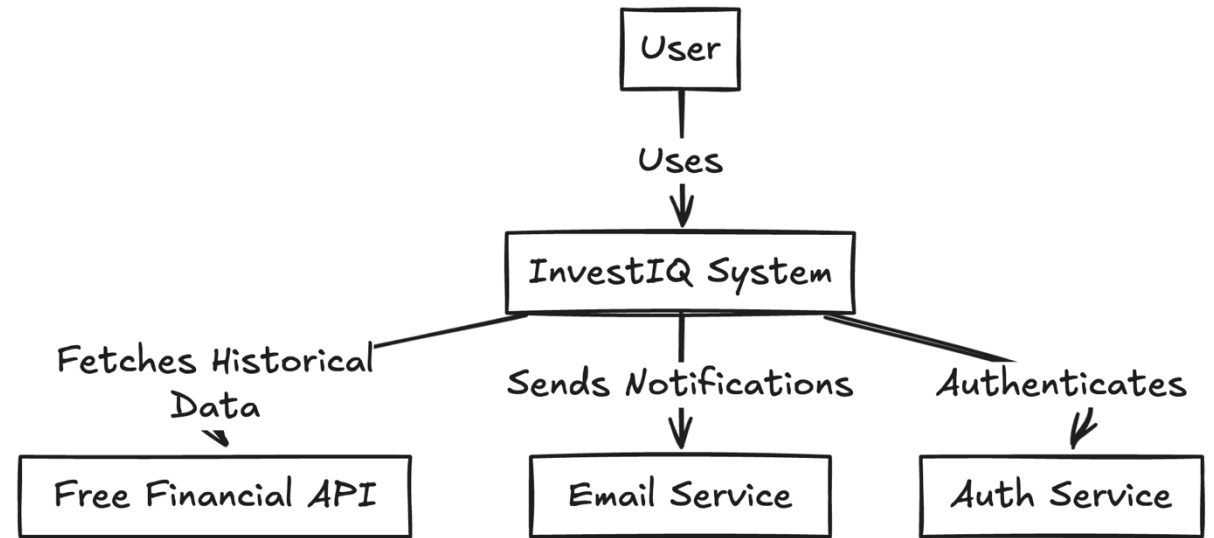 User
Uses
InvestIQ System
Fetches Historical
Data
Sends Notifications
Authenticates
Free Financial API
Email Service
Auth Service